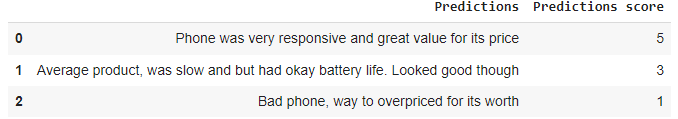 Predictions Predictions score
0 Phone was very responsive and great value for its price 5
1 Average product, was slow and but had okay battery life. Looked good though 3
2 Bad phone, way to overpriced for its worth 1